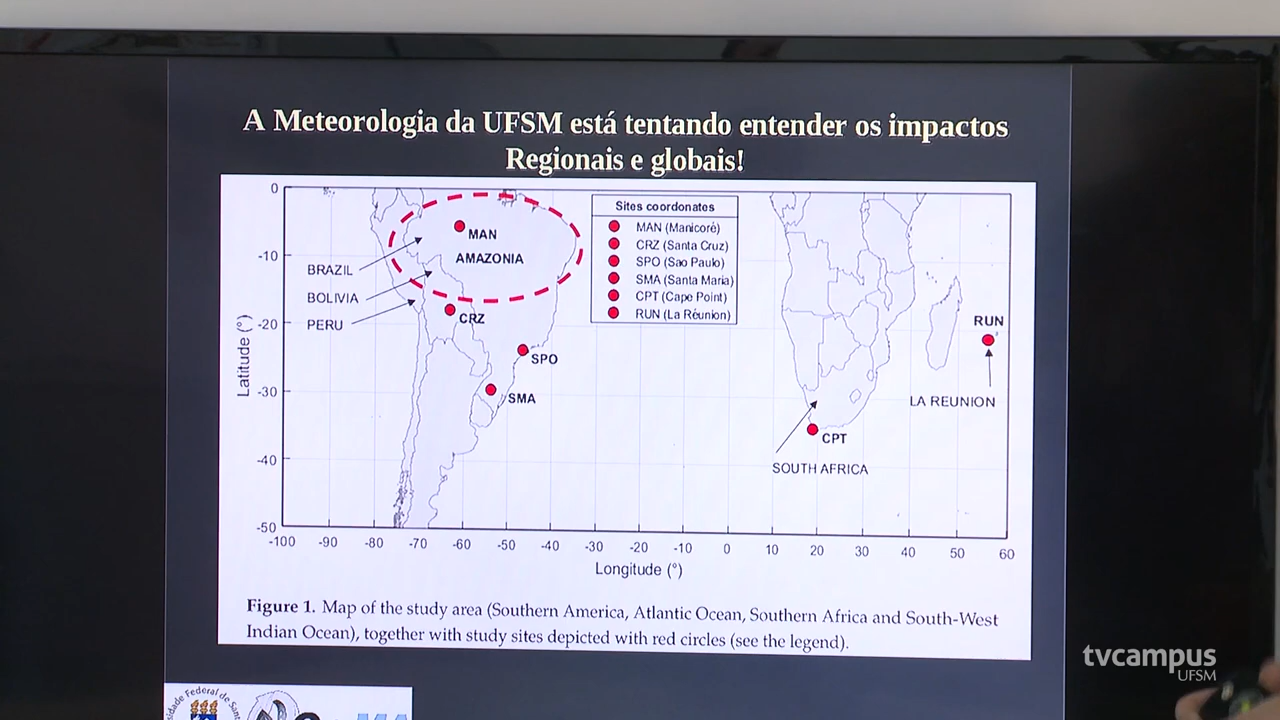 A Meteorologia da UFSM está tentando entender os impactos
Regionais e globais!
0
-10
-20
-30
-40
-50
Latitude (°)
MAN
AMAZONIA
BRAZIL
BOLIVIA
PERU
CRZ
SPO
SMA
Sites coordonates
MAN (Manicoré)
CRZ (Santa Cruz)
SPO (Sao Paulo)
SMA (Santa Maria)
CPT (Cape Point)
RUN (La Réunion)
RUN
LA REUNION
CPT
SOUTH AFRICA
-100 -90 -80 -70 -60 -50 -40 -30 -20 -10 0 10 20 30 40 50 60
Longitude (°)
Figure 1. Map of the study area (Southern America, Atlantic Ocean, Southern Africa and South-West
Indian Ocean), together with study sites depicted with red circles (see the legend).
tvcampus
UFSM
Federal de